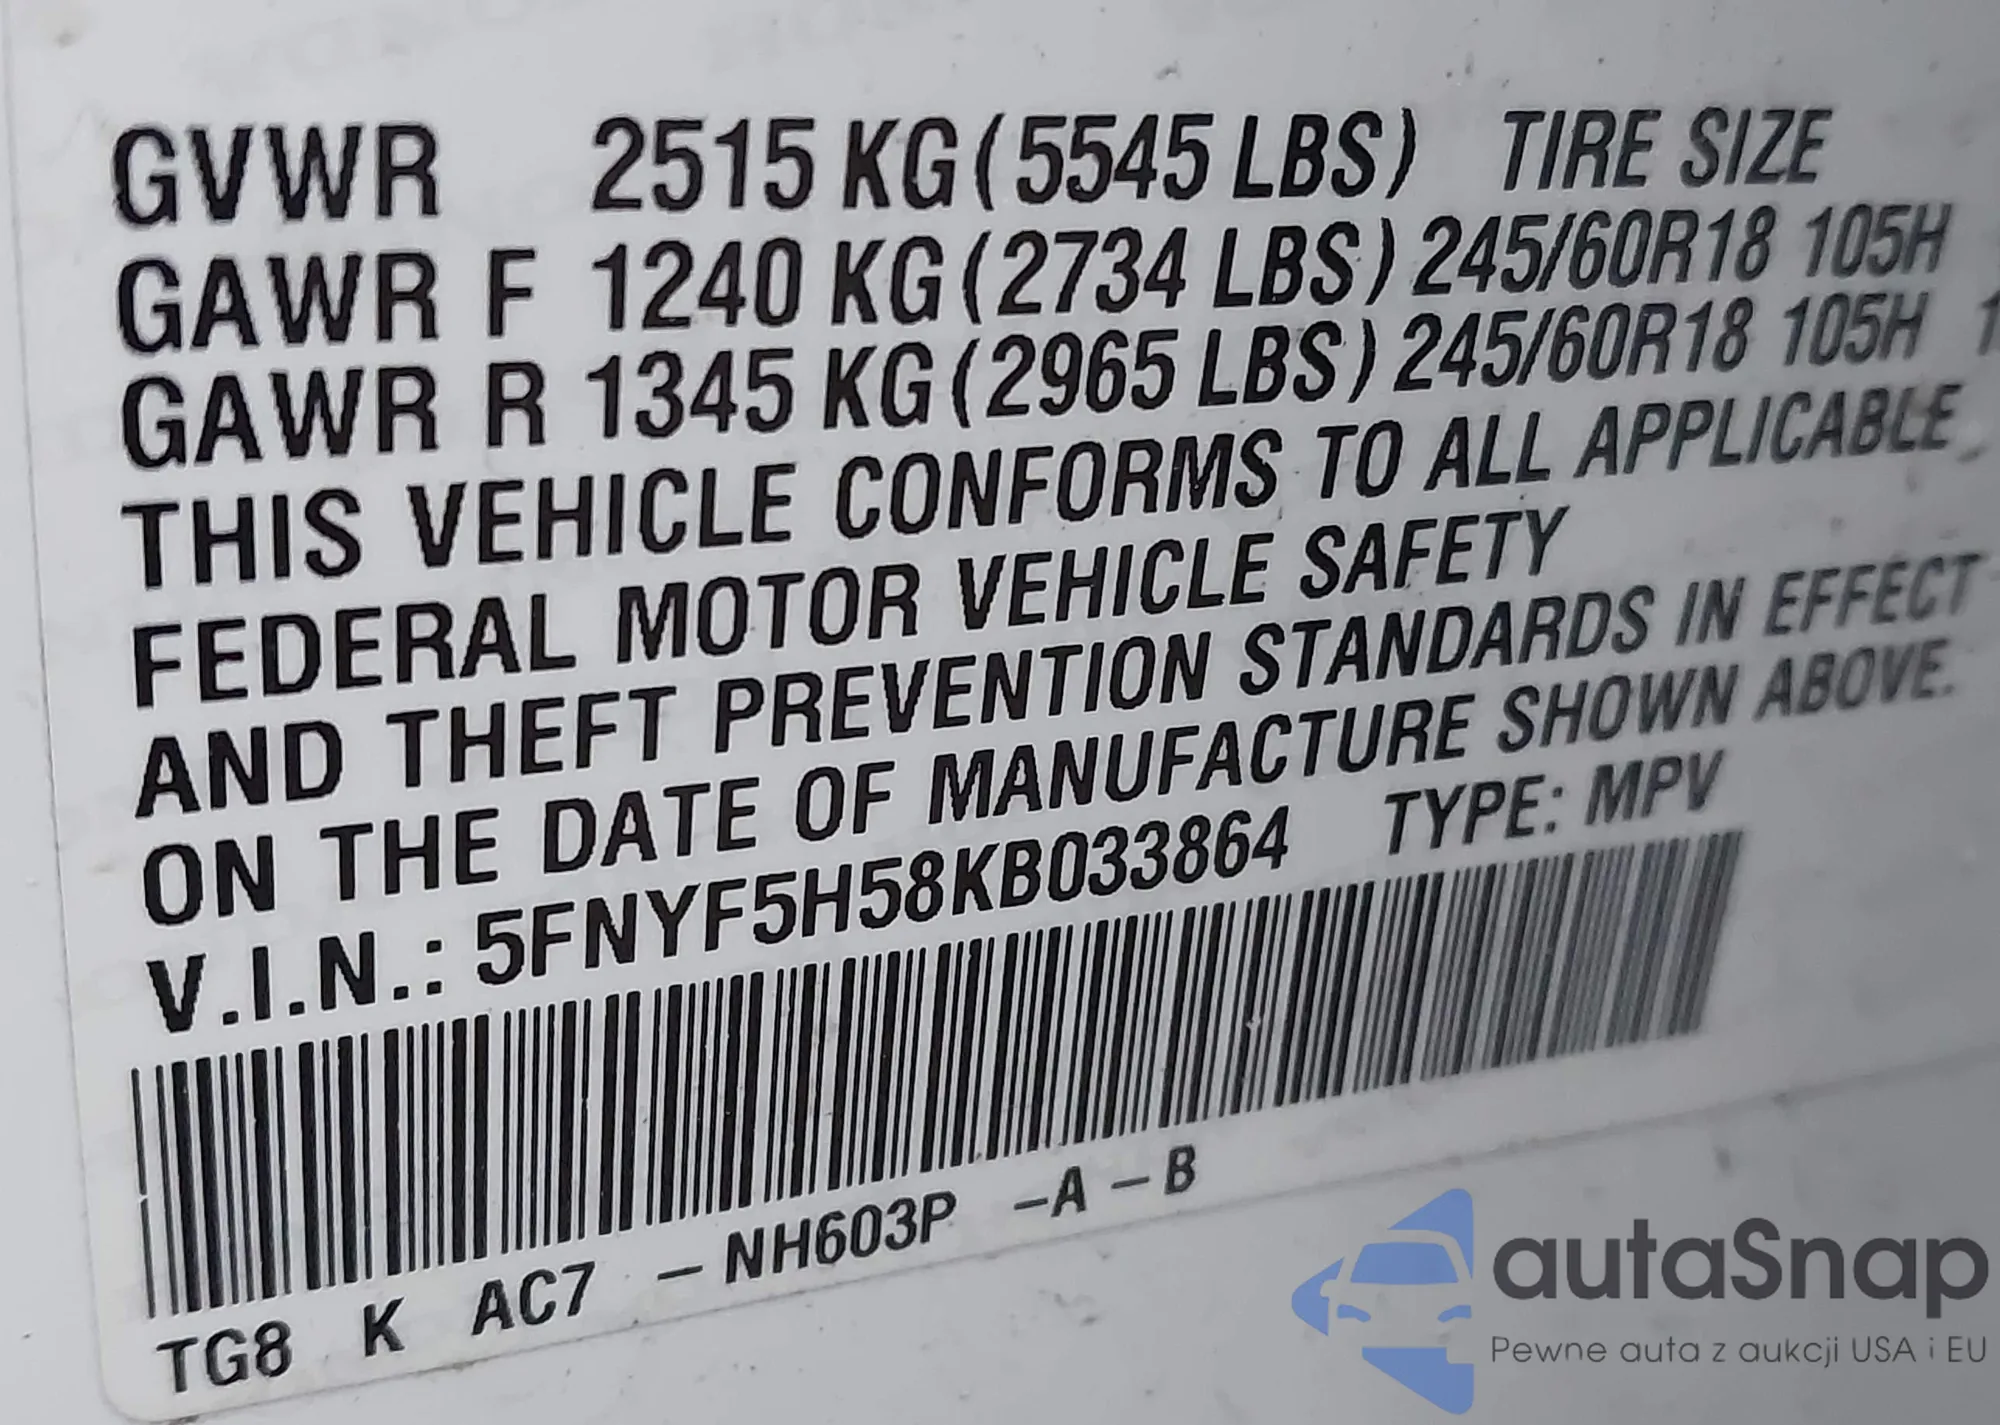 GVWR 2515 KG (5545 LBS) TIRE SIZE
GAWR F 1240 KG (2734 LBS) 245/60R18 105H
GAWR R 1345 KG (2965 LBS) 245/60R18 105H 1
THIS VEHICLE CONFORMS TO ALL APPLICABLE
FEDERAL MOTOR VEHICLE SAFETY
AND THEFT PREVENTION STANDARDS IN EFFECT
ON THE DATE OF MANUFACTURE SHOWN ABOVE.
V.I.N.: 5FNYF5H58KB033864 TYPE: MPV
TG8 K AC7 – NH603P – A – B
autaSnap
Pewne auta z aukcji USA i EU